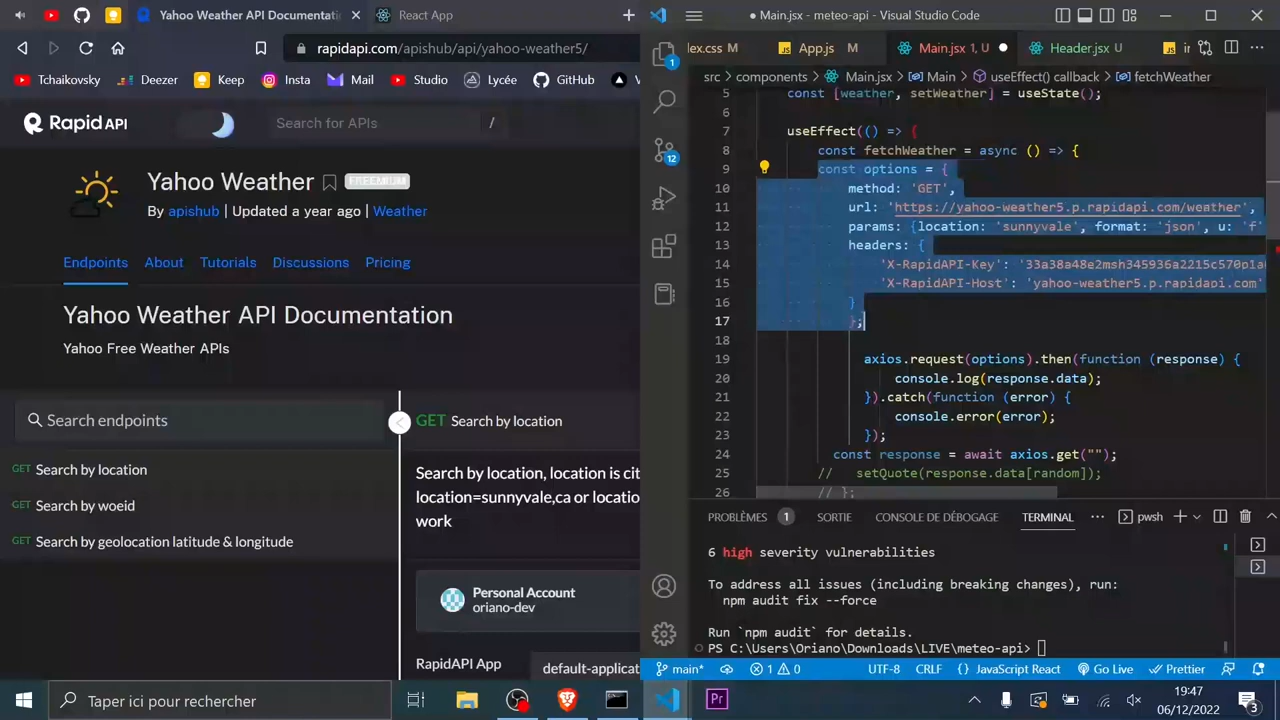 Yahoo Weather API Documentati
React App
rapidapi.com/apishub/api/yahoo-weather5/
Tchaikovsky
Deezer
Keep
Insta
Mail
Studio
Lycée
GitHub
Rapid API
Search for APIs
/
Yahoo Weather
FREEMIUM
By apishub | Updated a year ago | Weather
Endpoints
About
Tutorials
Discussions
Pricing
Yahoo Weather API Documentation
Yahoo Free Weather APIs
Search endpoints
GET Search by location
GET Search by woeid
GET Search by geolocation latitude & longitude
GET Search by location
Search by location, location is cit
location=sunnyvale,ca or locatio
work
Personal Account
oriano-dev
RapidAPI App
default-applicat
Main.jsx - meteo-api - Visual Studio Code
dex.css M
App.js M
Main.jsx 1, U
Header.jsx U
src > components > Main.jsx > Main > useEffect() callback > fetchWeather
5 const [weather, setWeather] = useState();
6
7 useEffect(() => {
8 const fetchWeather = async () => {
9 const options = {
10 method: 'GET',
11 url: 'https://yahoo-weather5.p.rapidapi.com/weather',
12 params: {location: 'sunnyvale', format: 'json', u: 'f'
13 headers: {
14 'X-RapidAPI-Key': '33a38a48e2msh345936a2215c570p1a
15 'X-RapidAPI-Host': 'yahoo-weather5.p.rapidapi.com'
16 }
17 };
18
19 axios.request(options).then(function (response) {
20 console.log(response.data);
21 }).catch(function (error) {
22 console.error(error);
23 });
24 const response = await axios.get("");
25 // setQuote(response.data[random]);
26 // };
PROBLÈMES 1
SORTIE
CONSOLE DE DÉBOGAGE
TERMINAL
pwsh
6 high severity vulnerabilities
To address all issues (including breaking changes), run:
npm audit fix --force
Run `npm audit` for details.
PS C:\Users\Oriano\Downloads\LIVE\meteo-api>
1
12
main*
1 0
UTF-8
CRLF
{} JavaScript React
Go Live
Prettier
Taper ici pour rechercher
Pr
19:47
06/12/2022
3